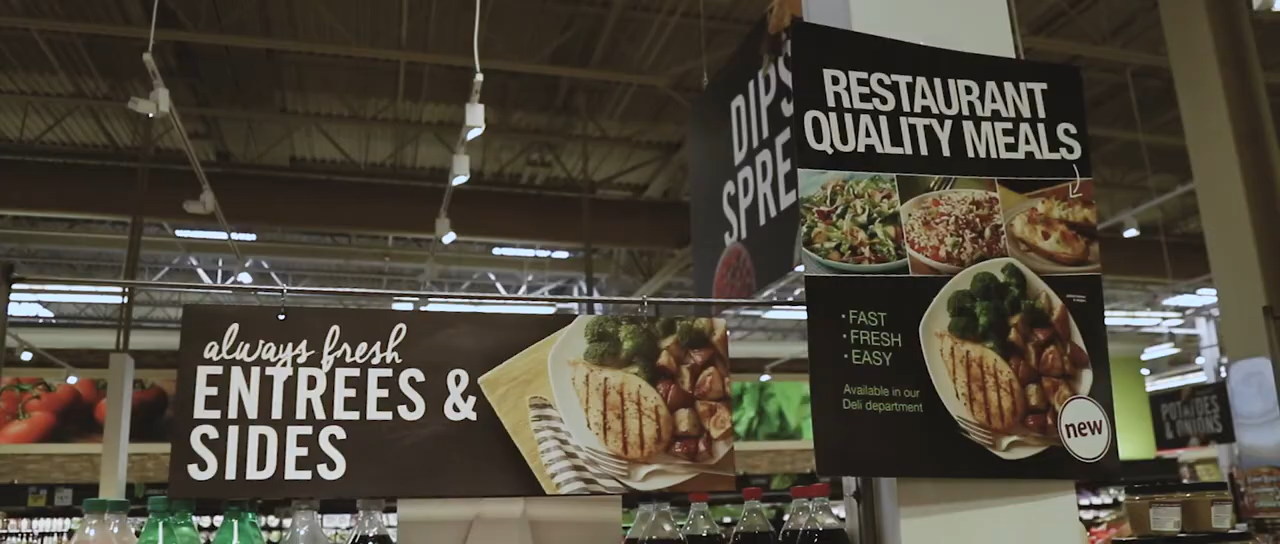 always fresh
ENTREES &
SIDES
DIPS
SPRE
RESTAURANT
QUALITY MEALS
• FAST
• FRESH
• EASY
Available in our
Deli department
new
POTATOES
& ONIONS